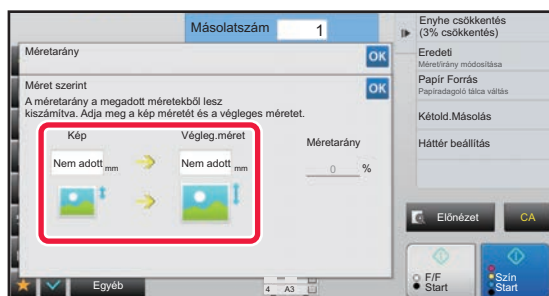 Másolatszám 1
Méretarány OK
Méret szerint OK
A méretarány a megadott méretekből lesz
kiszámítva. Adja meg a kép méretét és a végleges méretet.
Kép
Végleg.méret
Méretarány
Nem adott mm
Nem adott mm
0 %
Enyhe csökkentés
(3% csökkentés)
Eredeti
Méret/irány módosítása
Papír Forrás
Papíradagoló tálca váltás
Kétold.Másolás
Háttér beállítás
Előnézet
CA
F/F
Start
Szín
Start
Egyéb
4 A3